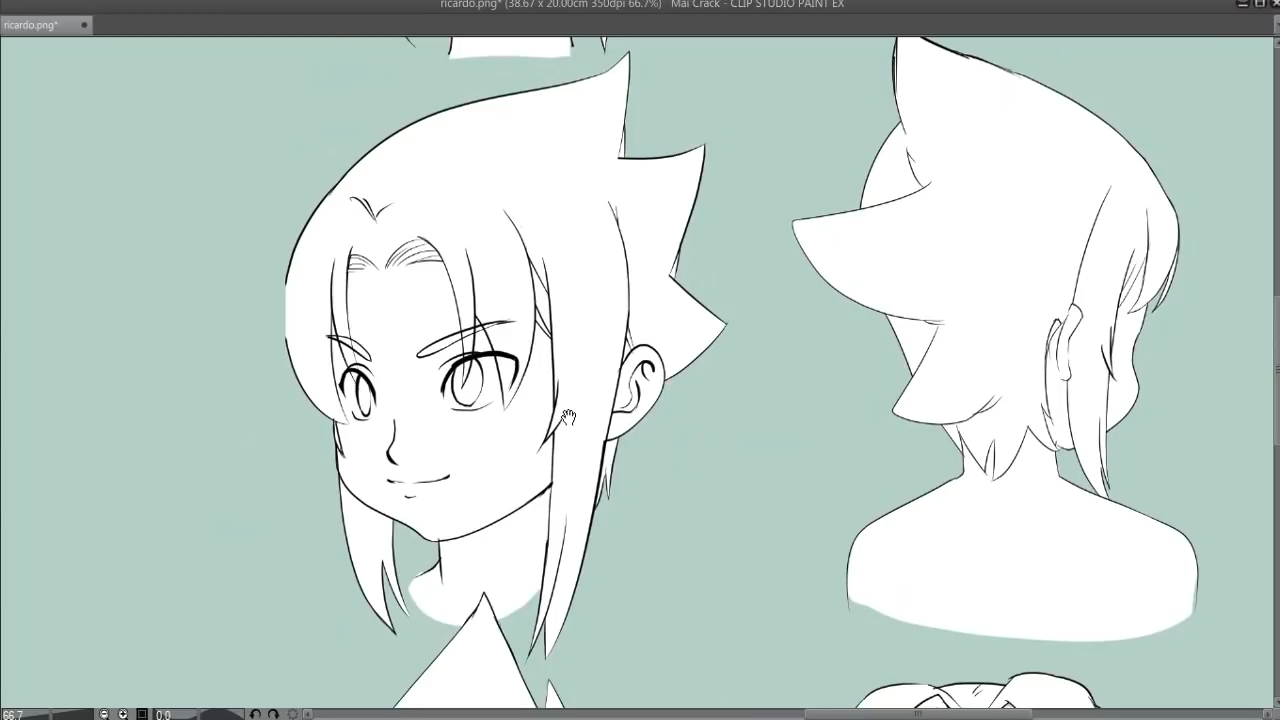 ricardo.png* (38.67 x 20.00cm 350dpi 66.7%) - Mai Crack - CLIP STUDIO PAINT EX
ricardo.png*
66.7
0.0